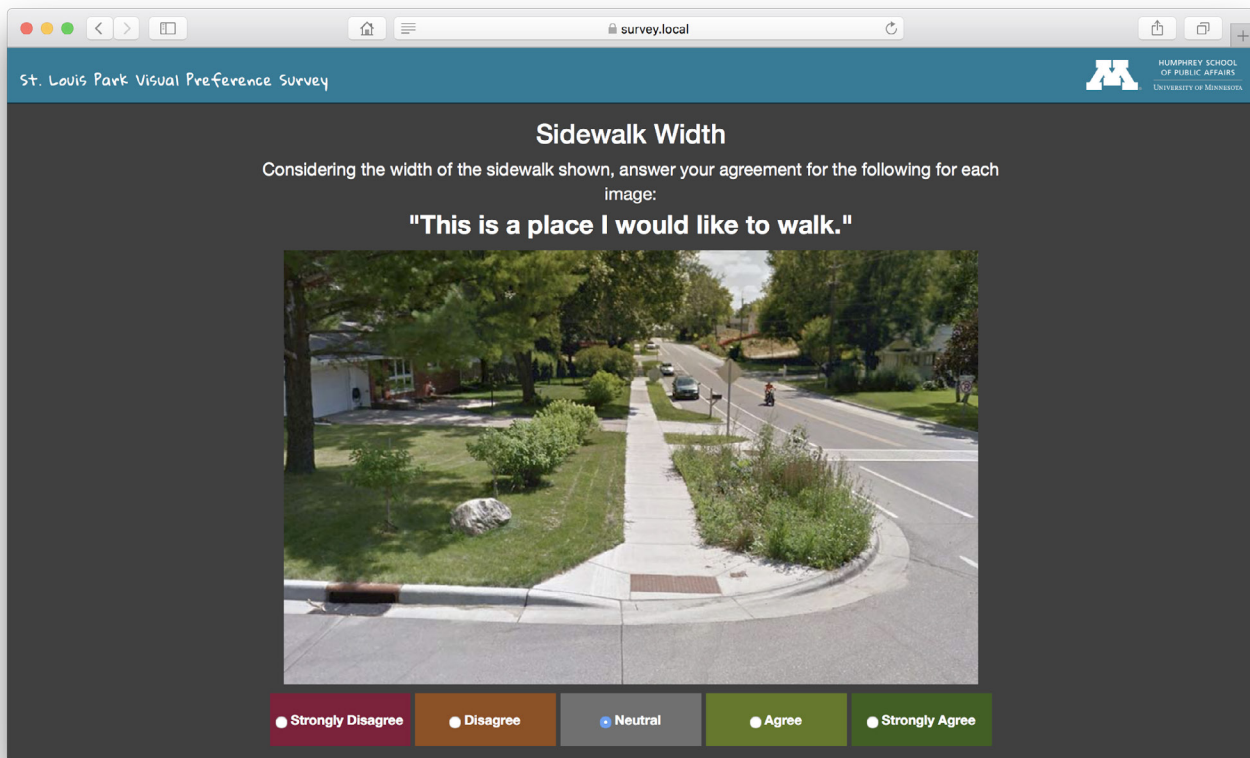 survey.local
St. Louis Park Visual Preference Survey
M
HUMPHREY SCHOOL
OF PUBLIC AFFAIRS
UNIVERSITY OF MINNESOTA
Sidewalk Width
Considering the width of the sidewalk shown, answer your agreement for the following for each
image:
"This is a place I would like to walk."
Strongly Disagree
Disagree
Neutral
Agree
Strongly Agree